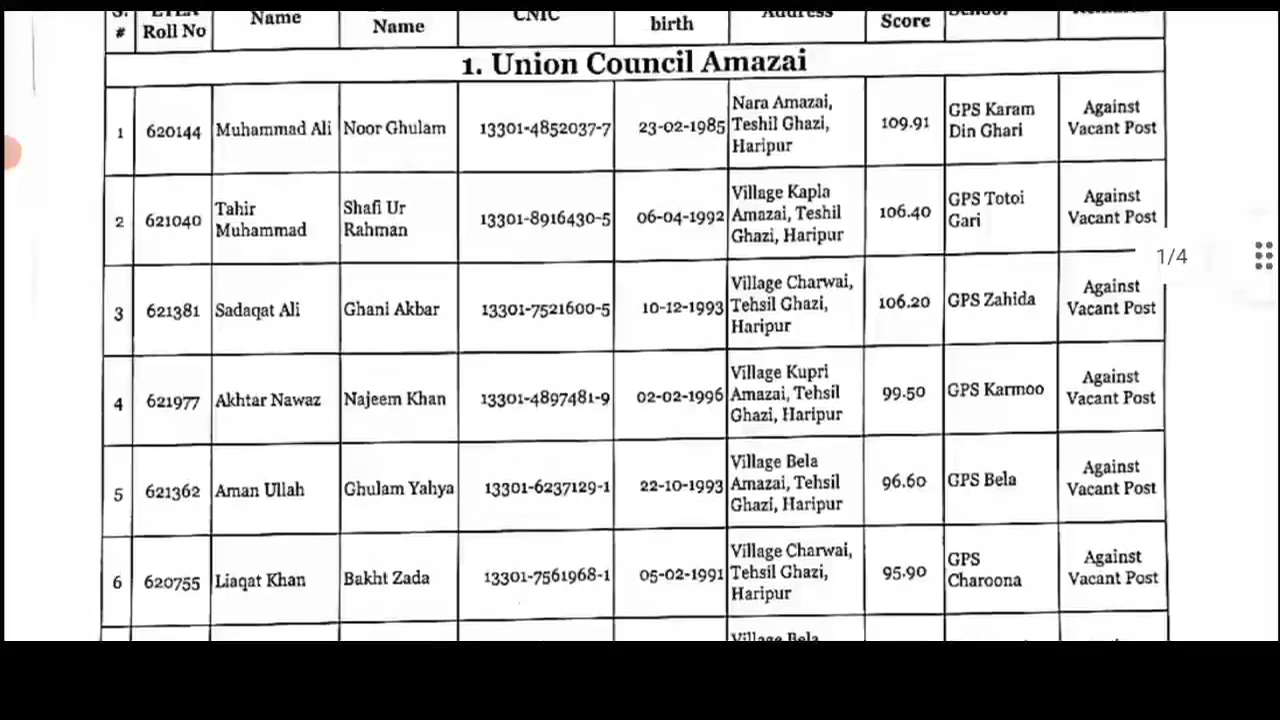 Name
CNIC
Address
# Roll No Name birth Score
1. Union Council Amazai
1 620144 Muhammad Ali Noor Ghulam 13301-4852037-7 23-02-1985 Nara Amazai, Teshil Ghazi, Haripur 109.91 GPS Karam Din Ghari Against Vacant Post
2 621040 Tahir Muhammad Shafi Ur Rahman 13301-8916430-5 06-04-1992 Village Kapla Amazai, Teshil Ghazi, Haripur 106.40 GPS Totoi Gari Against Vacant Post
1/4
3 621381 Sadaqat Ali Ghani Akbar 13301-7521600-5 10-12-1993 Village Charwai, Tehsil Ghazi, Haripur 106.20 GPS Zahida Against Vacant Post
4 621977 Akhtar Nawaz Najeem Khan 13301-4897481-9 02-02-1996 Village Kupri Amazai, Tehsil Ghazi, Haripur 99.50 GPS Karmoo Against Vacant Post
5 621362 Aman Ullah Ghulam Yahya 13301-6237129-1 22-10-1993 Village Bela Amazai, Tehsil Ghazi, Haripur 96.60 GPS Bela Against Vacant Post
6 620755 Liaqat Khan Bakht Zada 13301-7561968-1 05-02-1991 Village Charwai, Tehsil Ghazi, Haripur 95.90 GPS Charoona Against Vacant Post
Village Bela